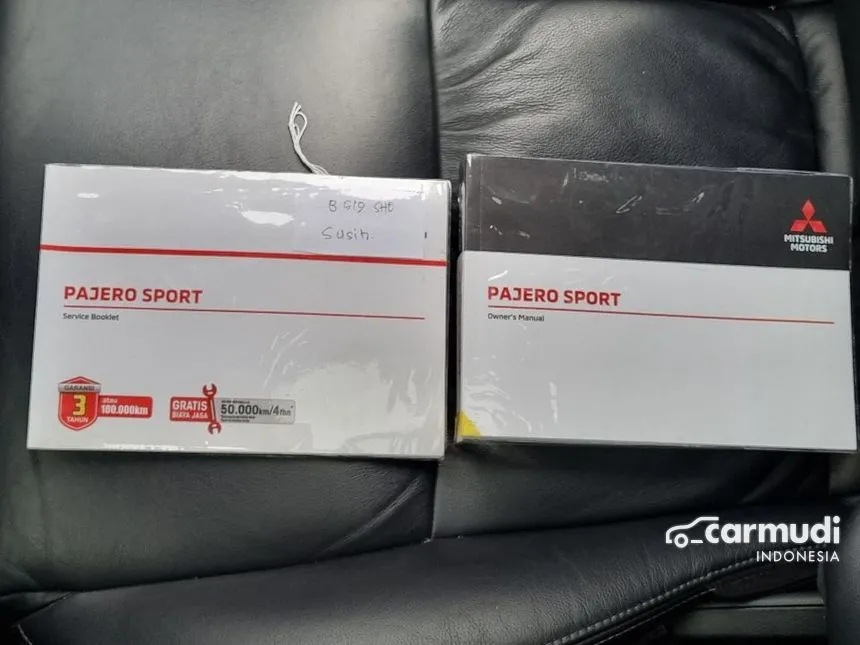 B 619 SHE
Susih.
PAJERO SPORT
Service Booklet
GARANSI
3
TAHUN
atau
100.000km
GRATIS
BIAYA JASA
50.000km/4thn
MITSUBISHI
MOTORS
PAJERO SPORT
Owner's Manual
carmudi
INDONESIA